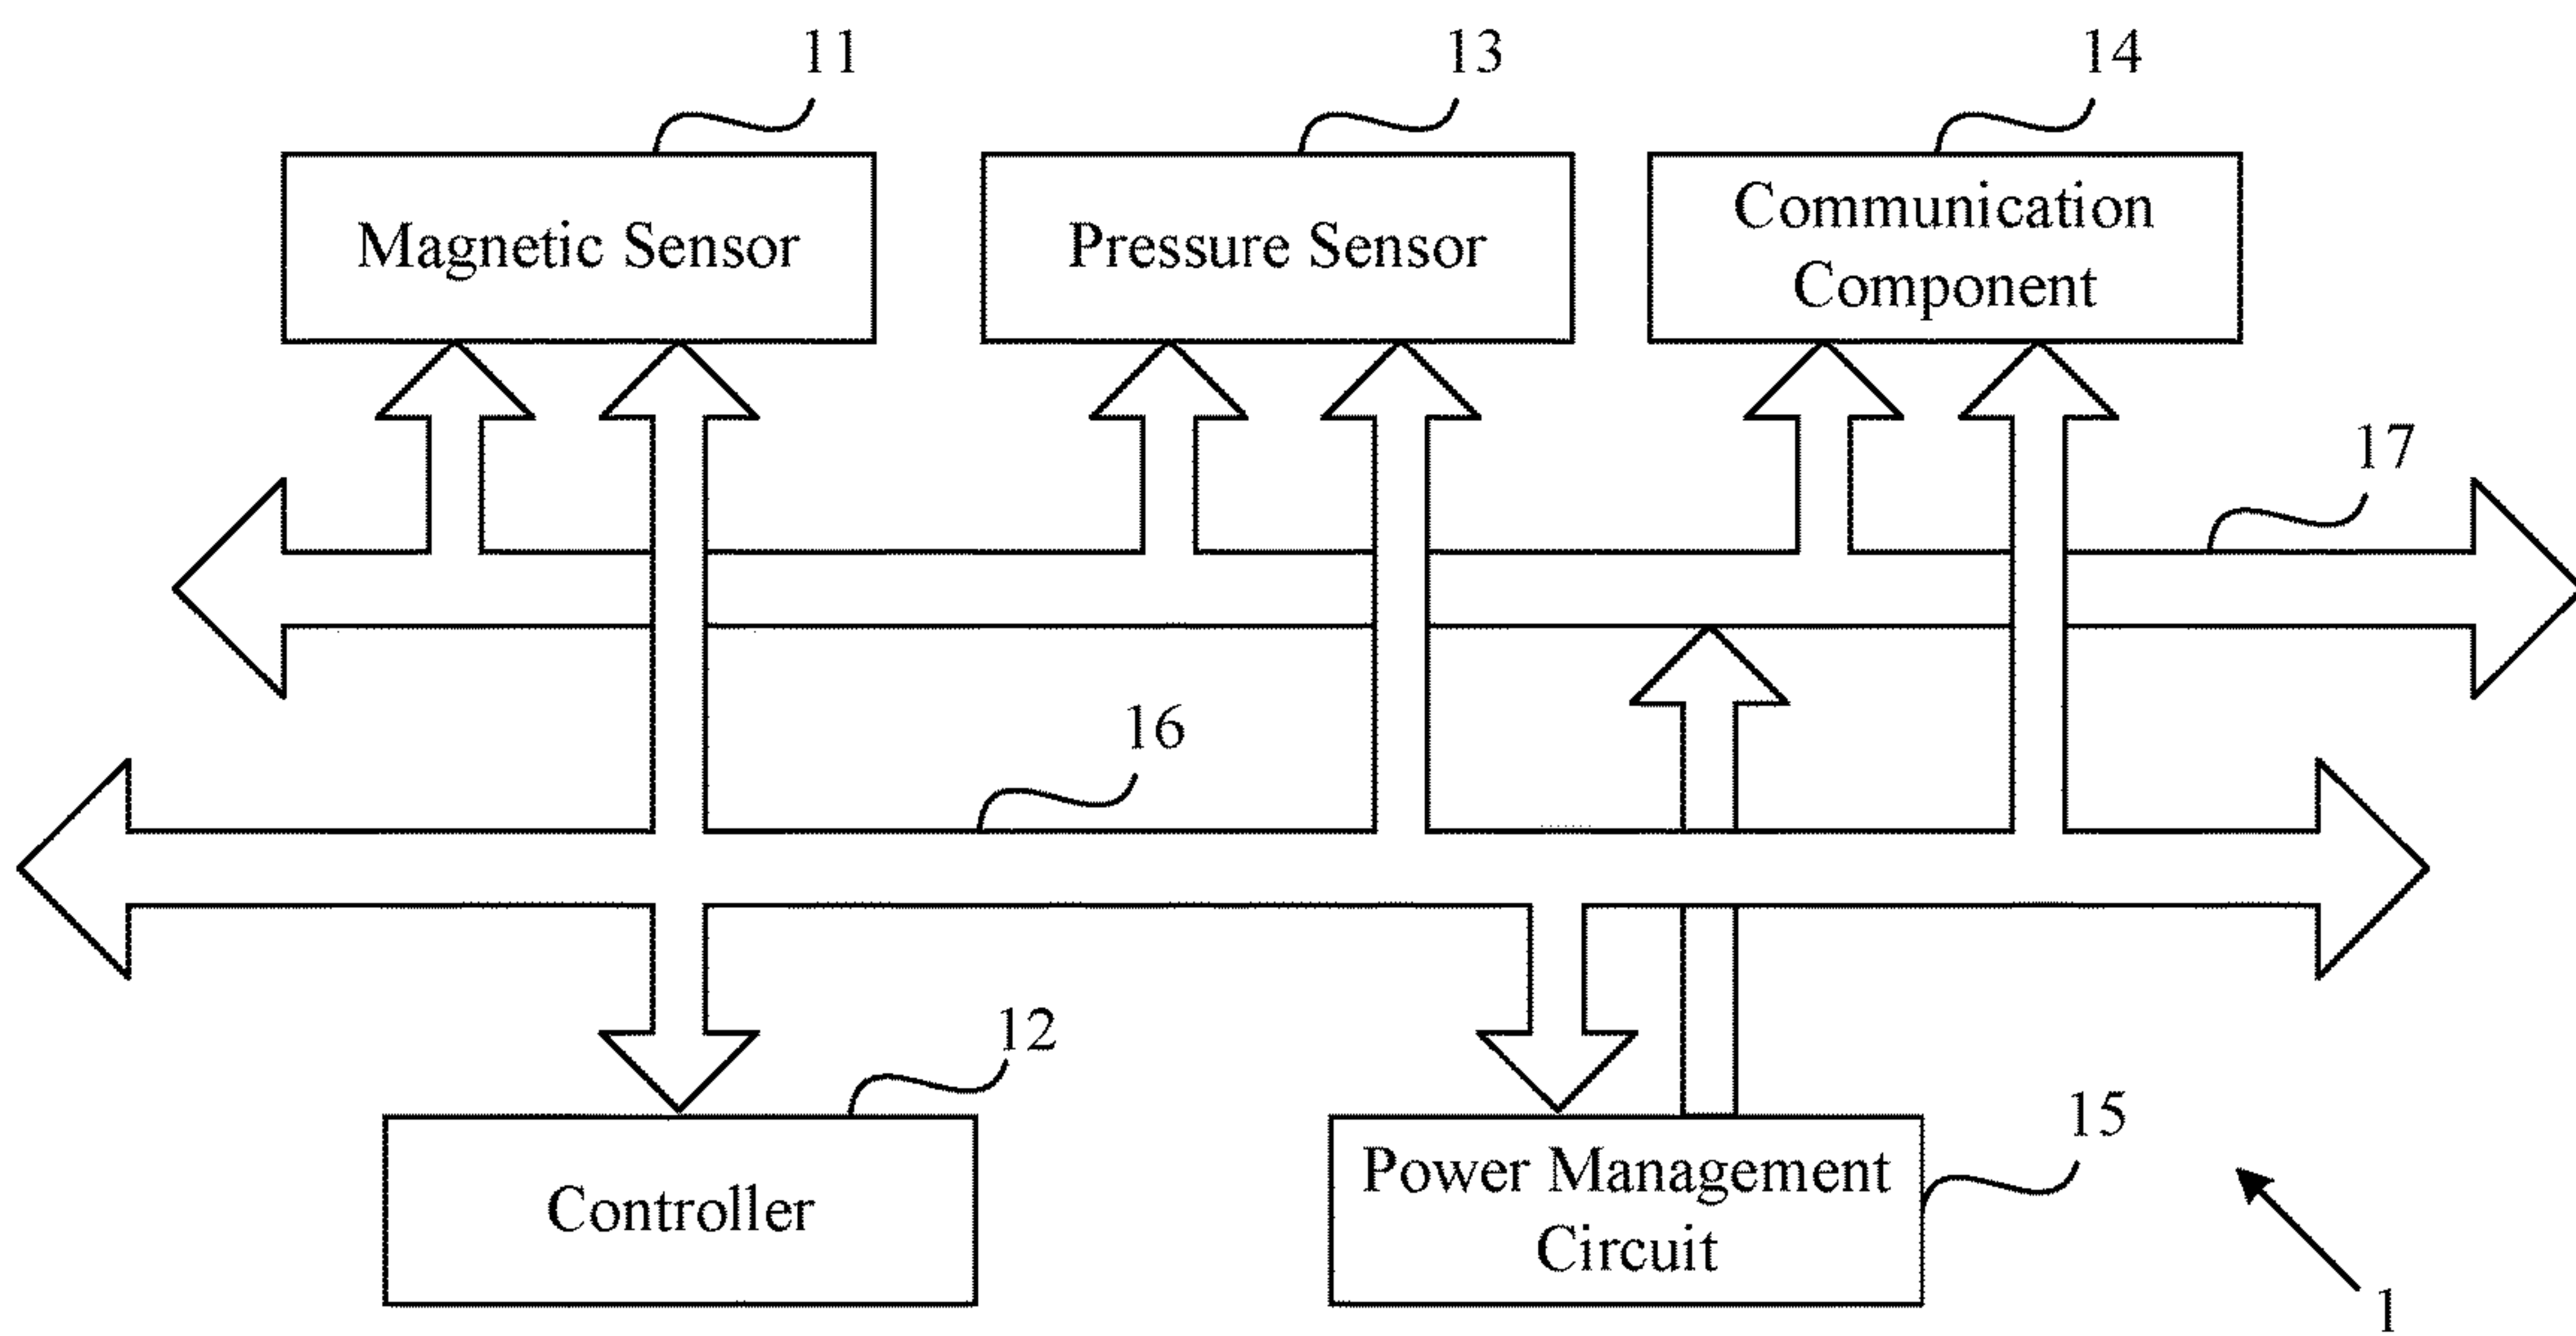 11
13
14
Magnetic Sensor
Pressure Sensor
Communication
Component
17
16
12
15
Controller
Power Management
Circuit
1